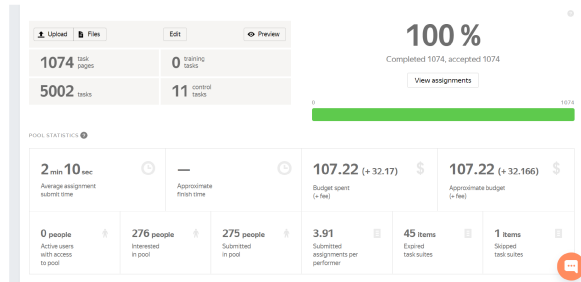 Upload Files Edit Preview
100 %
1074 task pages
0 training tasks
Completed 1074, accepted 1074
View assignments
5002 tasks
11 control tasks
0 1074
POOL STATISTICS ?
2 min 10 sec
Average assignment
submit time
—
Approximate
finish time
107.22 (+ 32.17) $
Budget spent
(+ fee)
107.22 (+ 32.166) $
Approximate budget
(+ fee)
0 people
Active users
with access
to pool
276 people
Interested
in pool
275 people
Submitted
in pool
3.91
Submitted
assignments per
performer
45 items
Expired
task suites
1 items
Skipped
task suites